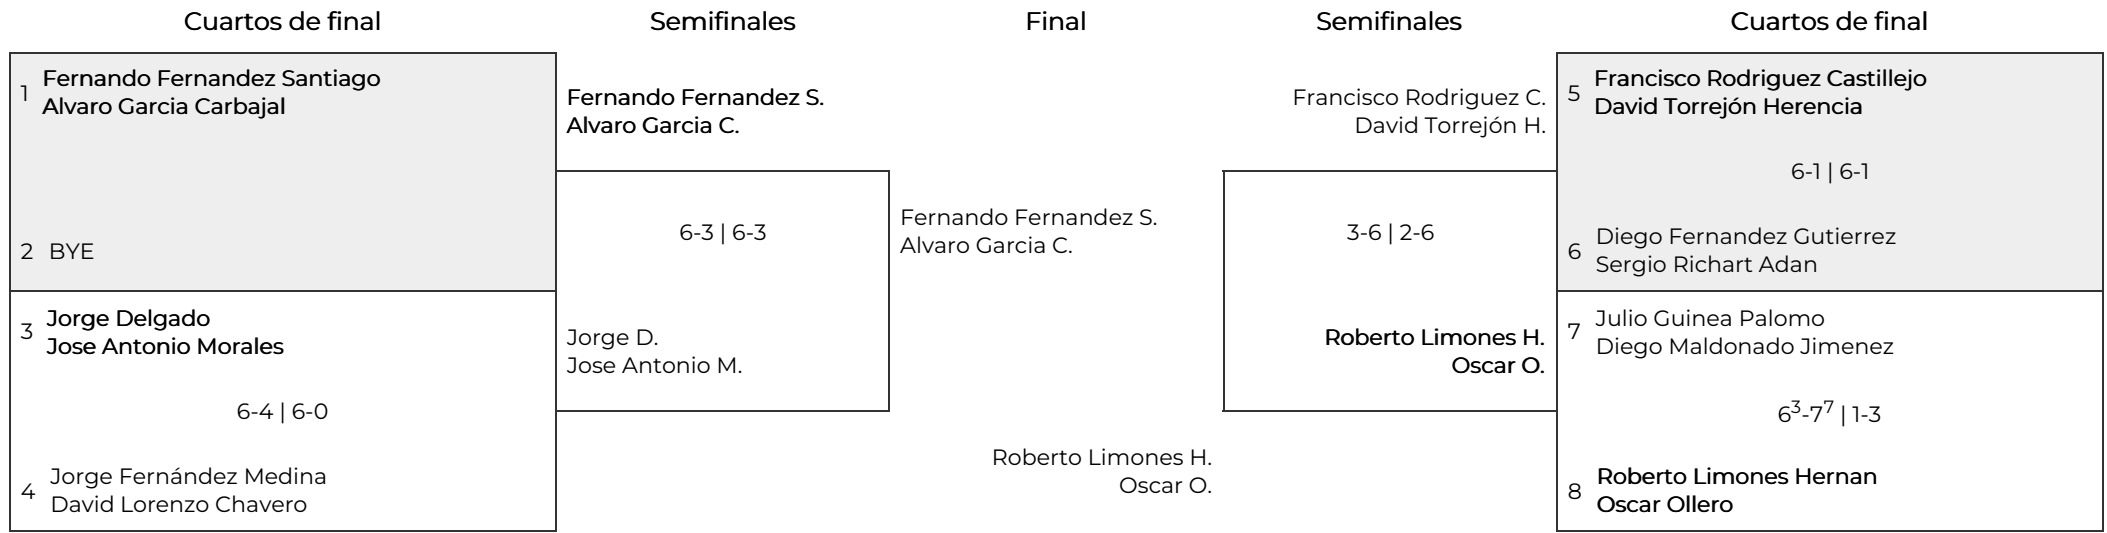 Cuartos de final
Semifinales
Final
Semifinales
Cuartos de final
1 Fernando Fernandez Santiago
Alvaro Garcia Carbajal
2 BYE
3 Jorge Delgado
Jose Antonio Morales
6-4 | 6-0
4 Jorge Fernández Medina
David Lorenzo Chavero
Fernando Fernandez S.
Alvaro Garcia C.
6-3 | 6-3
Jorge D.
Jose Antonio M.
Fernando Fernandez S.
Alvaro Garcia C.
Roberto Limones H.
Oscar O.
Francisco Rodriguez C.
David Torrejón H.
3-6 | 2-6
Roberto Limones H.
Oscar O.
5 Francisco Rodriguez Castillejo
David Torrejón Herencia
6-1 | 6-1
6 Diego Fernandez Gutierrez
Sergio Richart Adan
7 Julio Guinea Palomo
Diego Maldonado Jimenez
6³-7⁷ | 1-3
8 Roberto Limones Hernan
Oscar Ollero